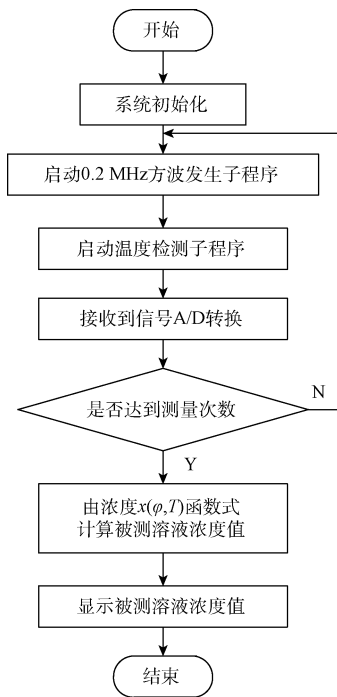 开始
系统初始化
启动0.2 MHz方波发生子程序
启动温度检测子程序
接收到信号A/D转换
是否达到测量次数
N
Y
由浓度x(φ,T)函数式
计算被测溶液浓度值
显示被测溶液浓度值
结束